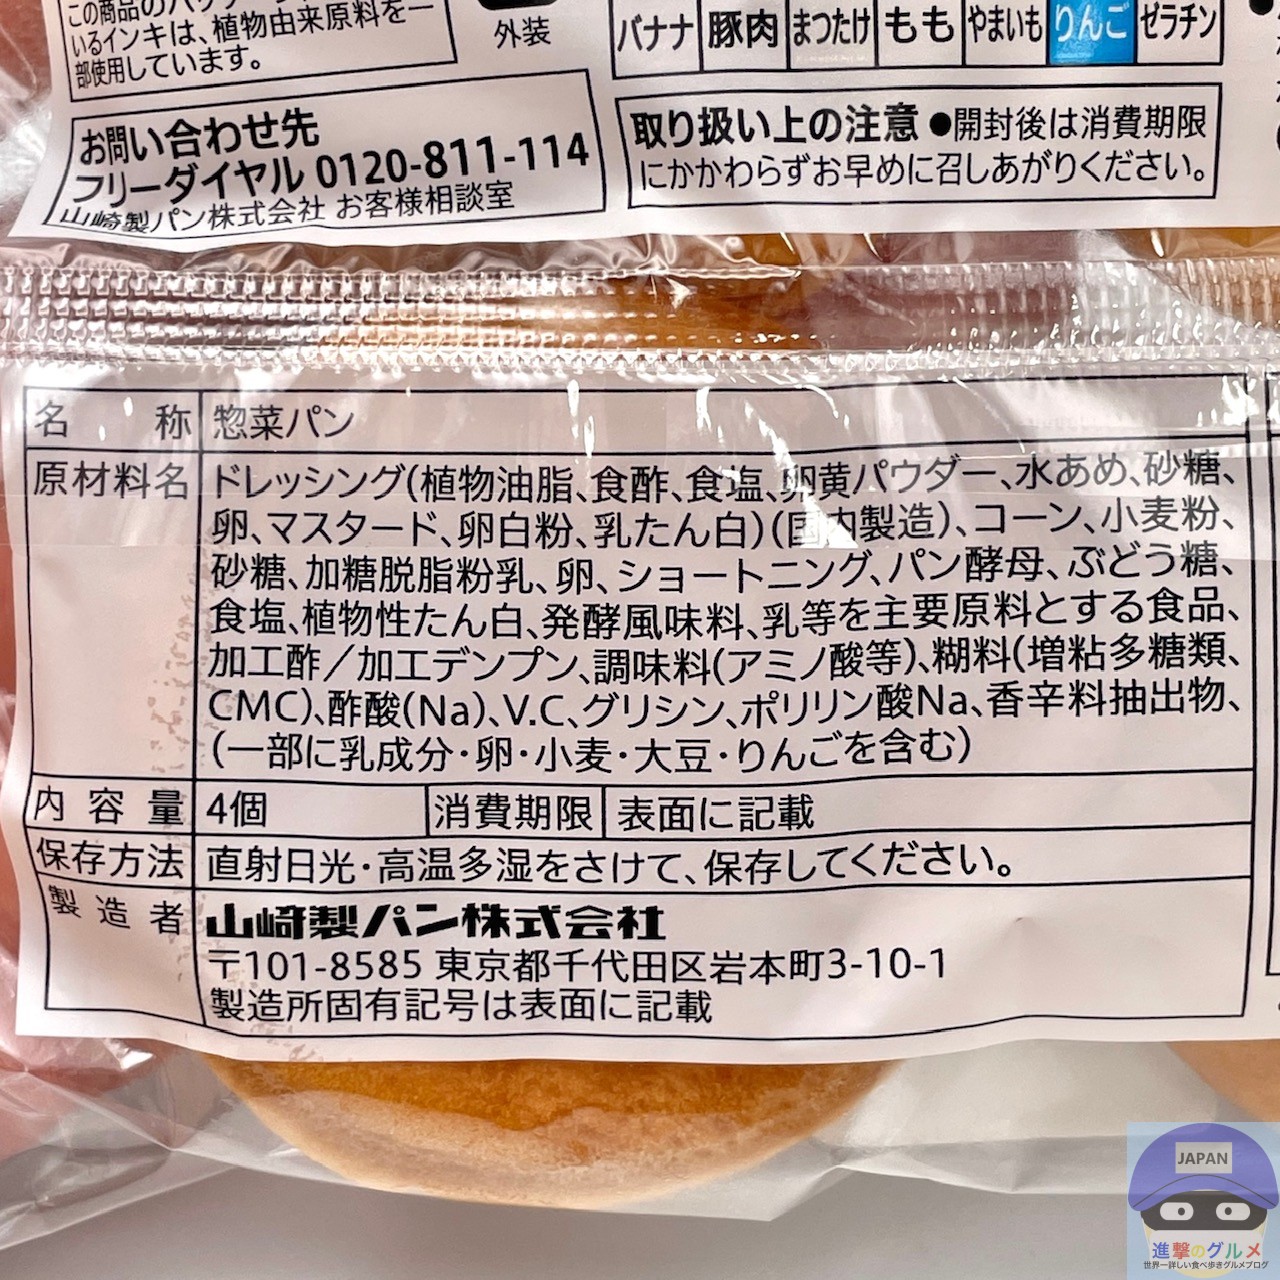 この商品のパッ
いるインキは、植物由来原料を一
部使用しています。
外装
バナナ 豚肉 まつたけ もも やまいも りんご ゼラチン
お問い合わせ先
フリーダイヤル 0120-811-114
山崎製パン株式会社 お客様相談室
取り扱い上の注意 ●開封後は消費期限
にかかわらずお早めに召しあがりください。
名称 惣菜パン
原材料名 ドレッシング(植物油脂、食酢、食塩、卵黄パウダー、水あめ、砂糖、
卵、マスタード、卵白粉、乳たん白)(国内製造)、コーン、小麦粉、
砂糖、加糖脱脂粉乳、卵、ショートニング、パン酵母、ぶどう糖、
食塩、植物性たん白、発酵風味料、乳等を主要原料とする食品、
加工酢／加工デンプン、調味料(アミノ酸等)、糊料(増粘多糖類、
CMC)、酢酸(Na)、V.C、グリシン、ポリリン酸Na、香辛料抽出物、
(一部に乳成分・卵・小麦・大豆・りんごを含む)
内容量 4個 消費期限 表面に記載
保存方法 直射日光・高温多湿をさけて、保存してください。
製造者 山崎製パン株式会社
〒101-8585 東京都千代田区岩本町3-10-1
製造所固有記号は表面に記載
JAPAN
進撃のグルメ
世界一詳しい食べ歩きグルメブログ